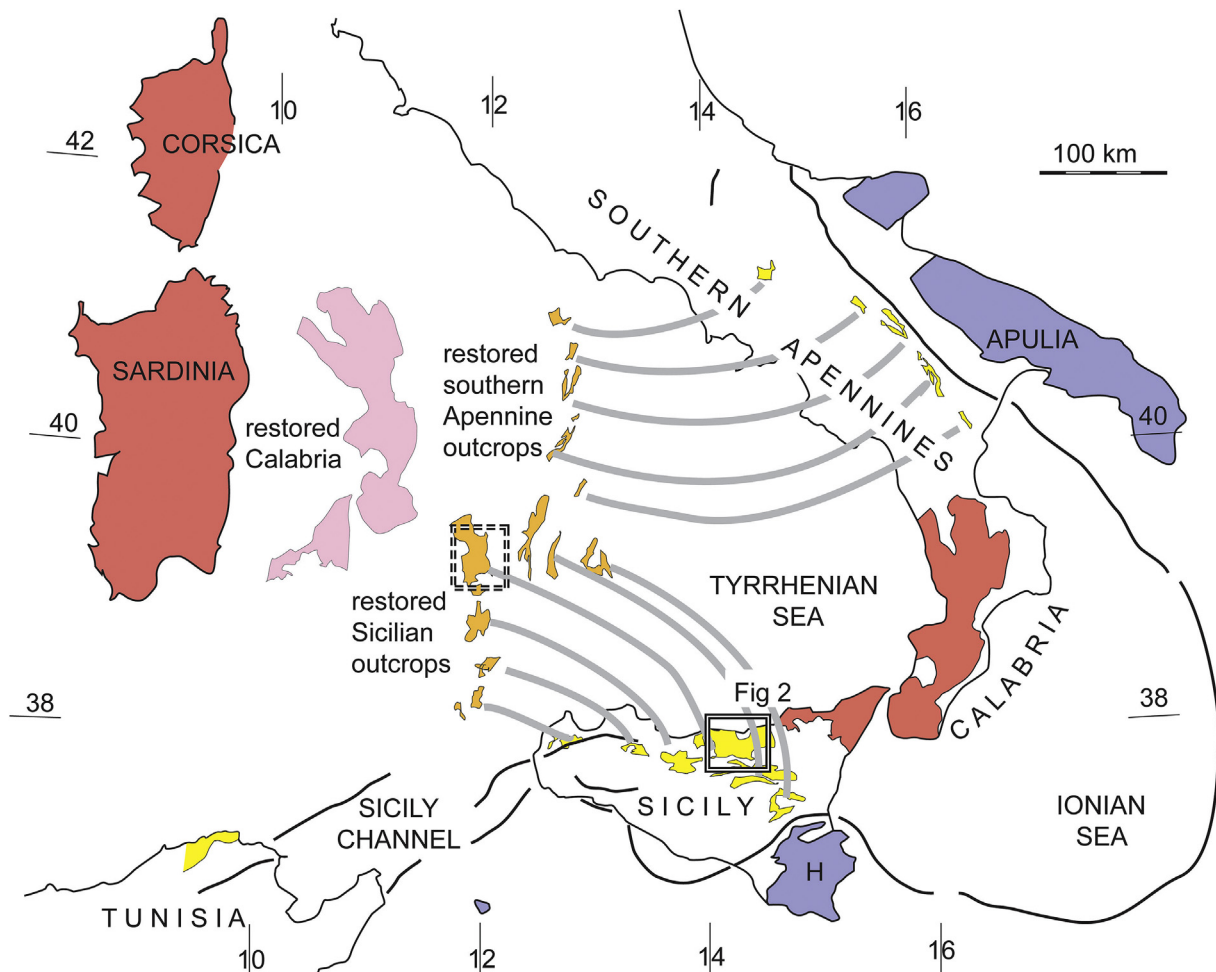 10
12
14
16
42
CORSICA
100 km
SOUTHERN
APENNINES
SARDINIA
restored
Calabria
restored
southern
Apennine
outcrops
APULIA
40
40
TYRRHENIAN
SEA
restored
Sicilian
outcrops
CALABRIA
Fig 2
38
38
SICILY
SICILY
CHANNEL
IONIAN
SEA
H
TUNISIA
10
12
14
16